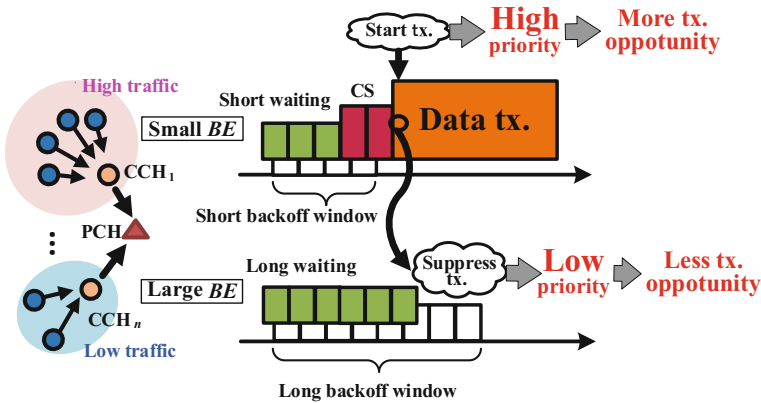 Start tx.
High
priority
More tx.
oppotunity
High traffic
Short waiting
CS
Small BE
Data tx.
CCH1
Short backoff window
PCH
Long waiting
Suppress
tx.
Low
priority
Less tx.
oppotunity
Large BE
CCH n
Low traffic
Long backoff window